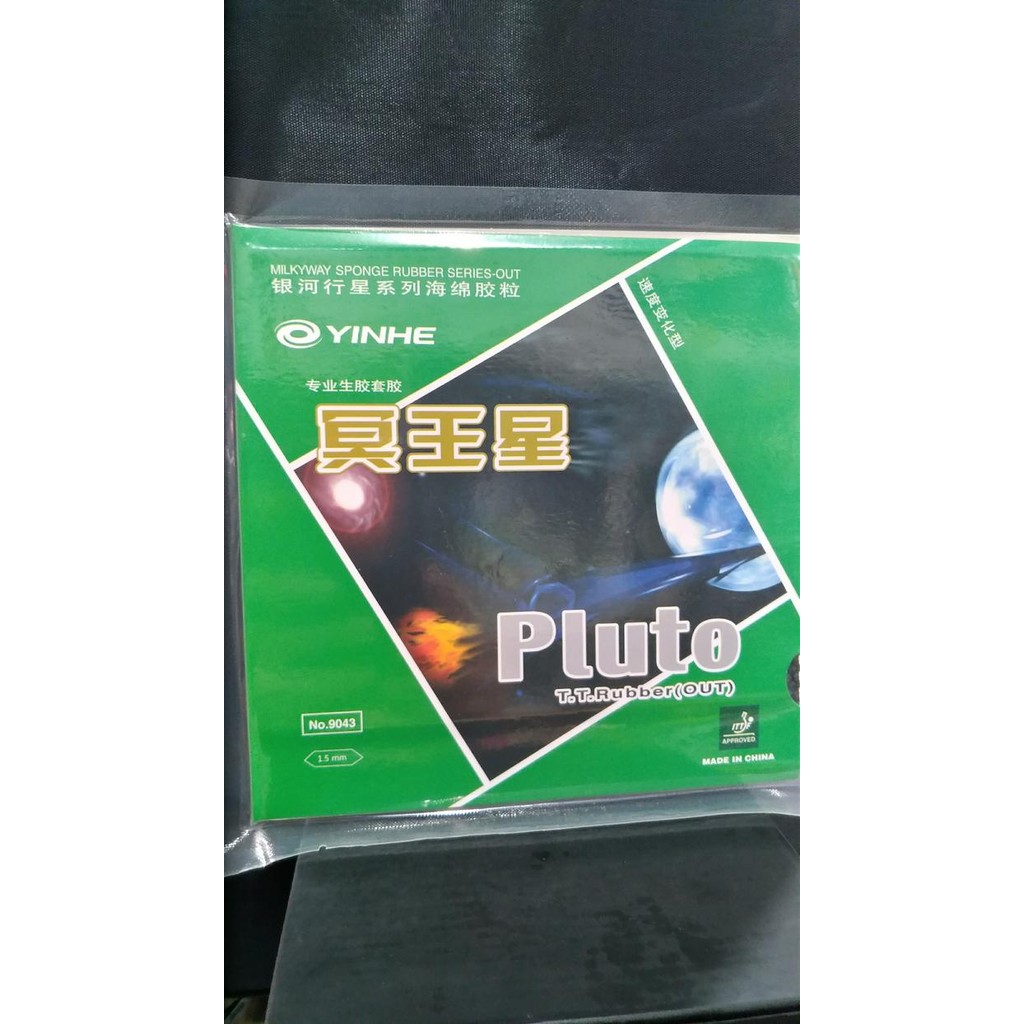 MILKYWAY SPONGE RUBBER SERIES-OUT
银河行星系列海绵胶粒
YINHE
速度变化型
专业生胶套胶
冥王星
Pluto
T.T.Rubber(OUT)
No.9043
1.5 mm
ITTF
APPROVED
MADE IN CHINA